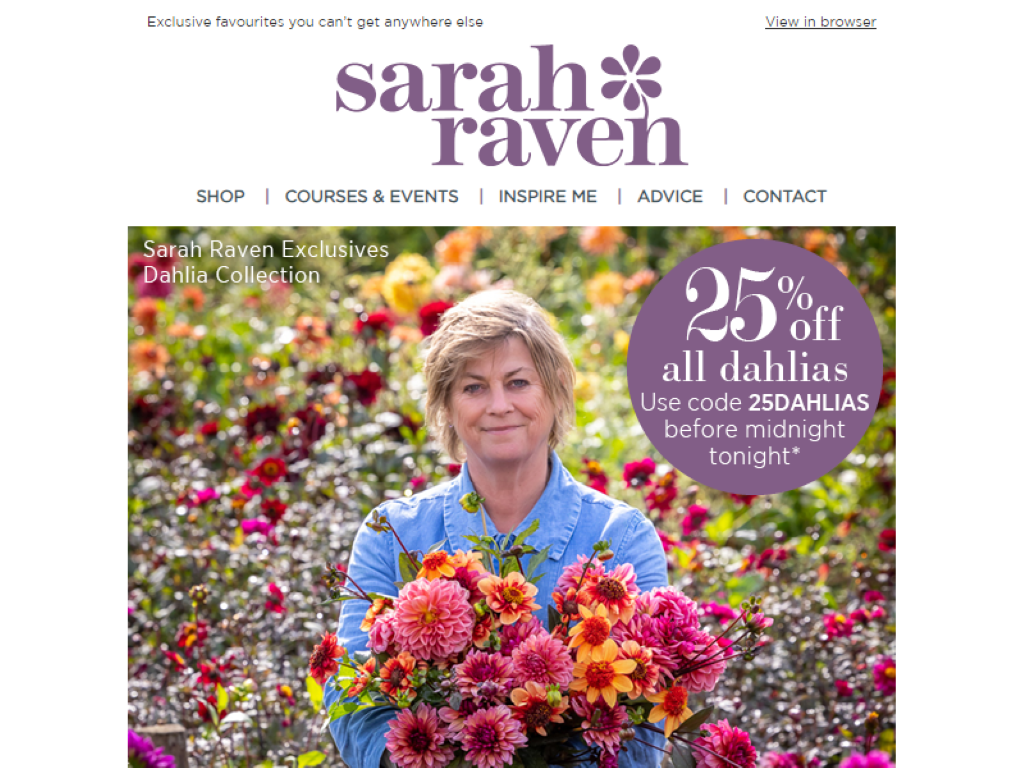 Exclusive favourites you can't get anywhere else
View in browser
sarah
raven
SHOP | COURSES & EVENTS | INSPIRE ME | ADVICE | CONTACT
Sarah Raven Exclusives
Dahlia Collection
25% off
all dahlias
Use code 25DAHLIAS
before midnight
tonight*